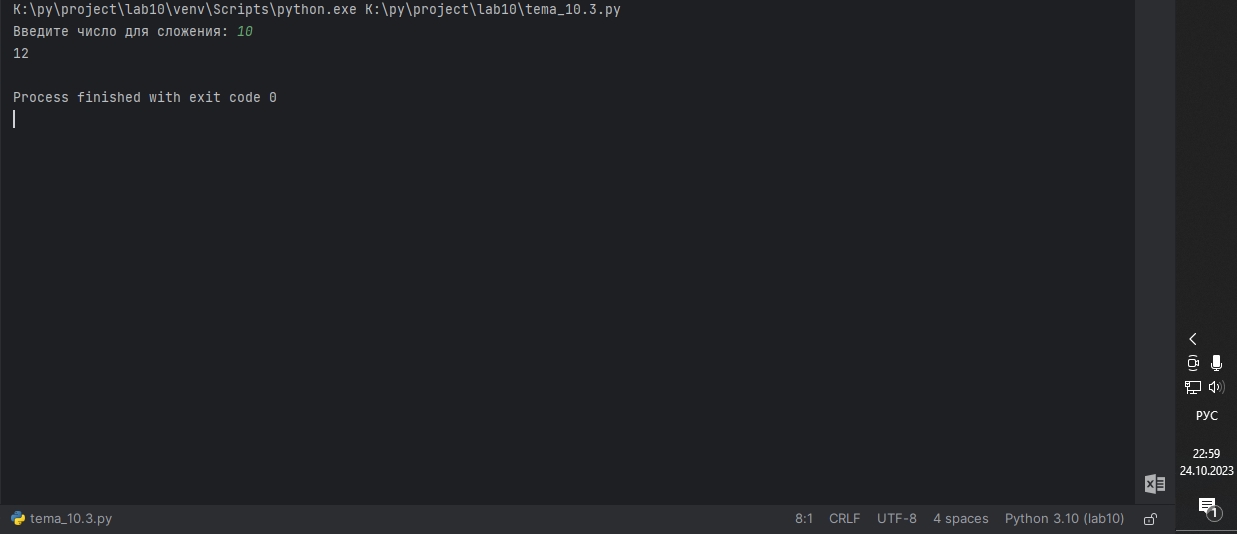 K:\py\project\lab10\venv\Scripts\python.exe K:\py\project\lab10\tema_10.3.py
Введите число для сложения: 10
12
Process finished with exit code 0
РУС
22:59
24.10.2023
1
tema_10.3.py 8:1 CRLF UTF-8 4 spaces Python 3.10 (lab10)